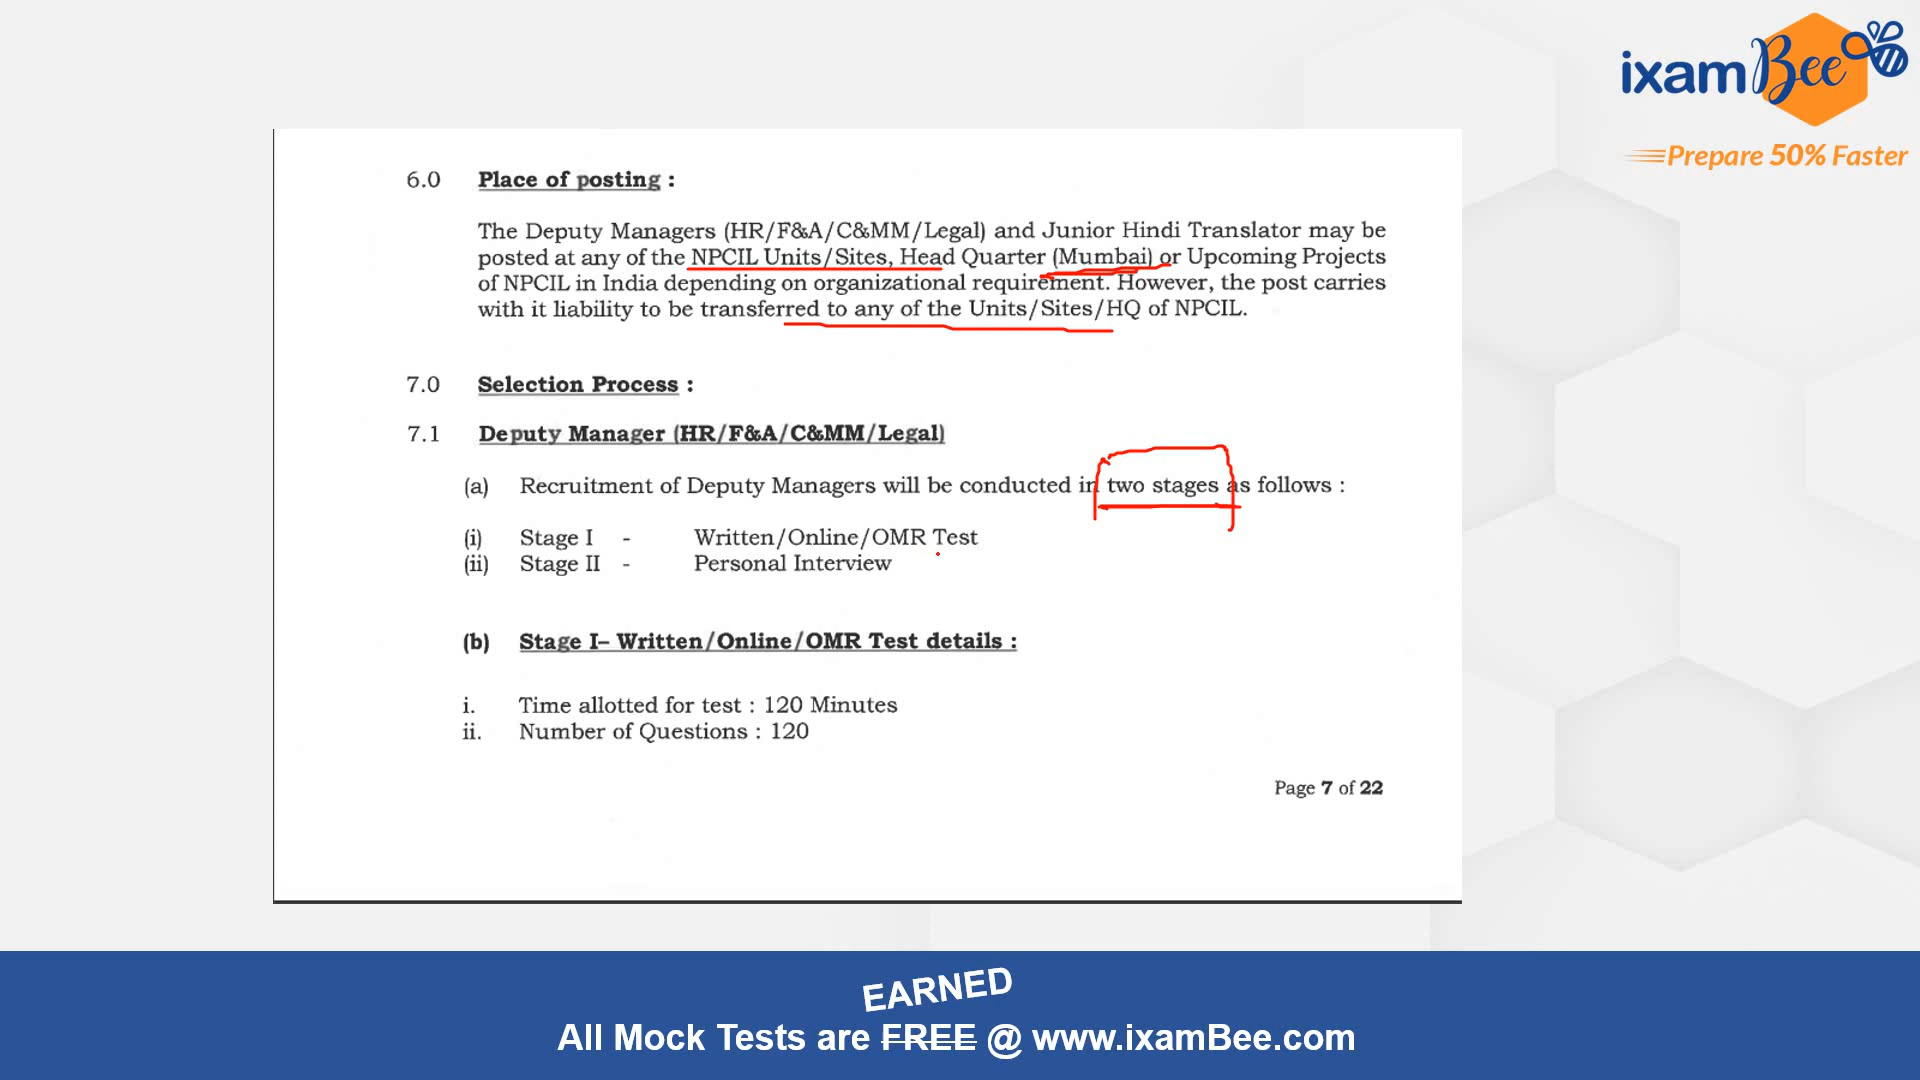 ixamBee
Prepare 50% Faster
6.0 Place of posting :
The Deputy Managers (HR/F&A/C&MM/Legal) and Junior Hindi Translator may be
posted at any of the NPCIL Units/Sites, Head Quarter (Mumbai) or Upcoming Projects
of NPCIL in India depending on organizational requirement. However, the post carries
with it liability to be transferred to any of the Units/Sites/HQ of NPCIL.
7.0 Selection Process :
7.1 Deputy Manager (HR/F&A/C&MM/Legal)
(a) Recruitment of Deputy Managers will be conducted in two stages as follows :
(i) Stage I - Written/Online/OMR Test
(ii) Stage II - Personal Interview
(b) Stage I– Written/Online/OMR Test details :
i. Time allotted for test : 120 Minutes
ii. Number of Questions : 120
Page 7 of 22
EARNED
All Mock Tests are FREE @ www.ixamBee.com